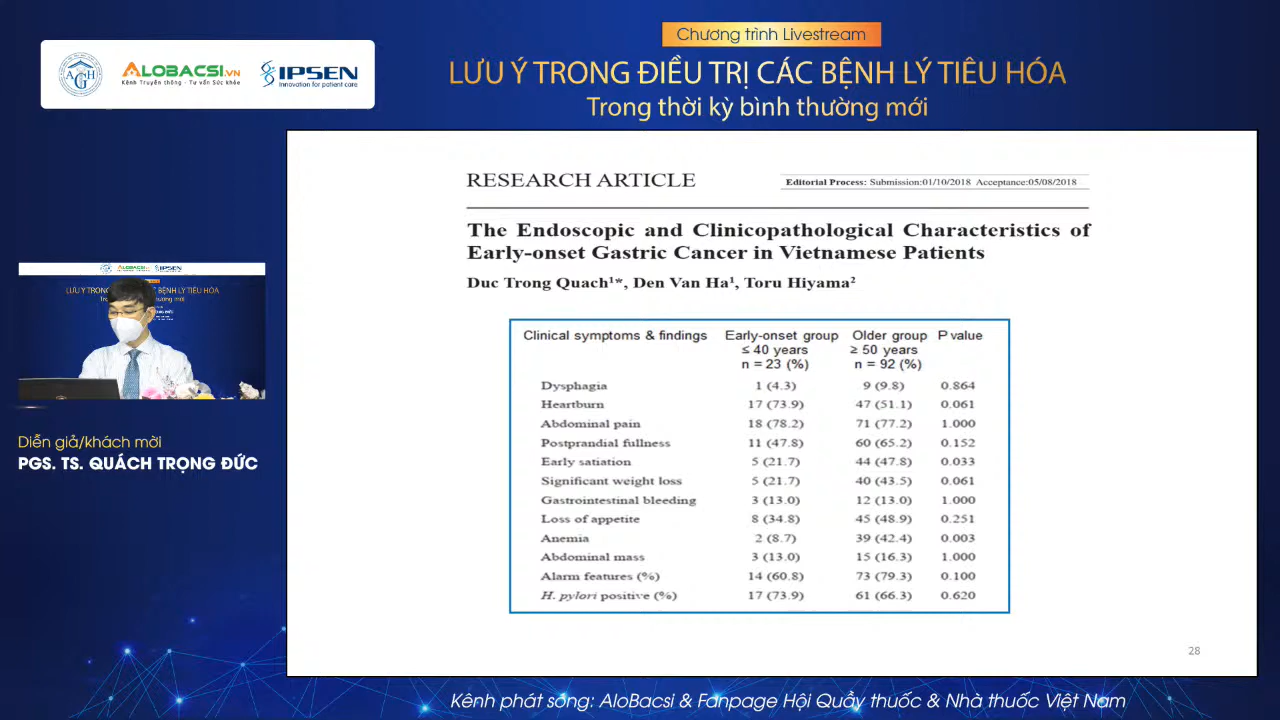 Chương trình Livestream
LƯU Ý TRONG ĐIỀU TRỊ CÁC BỆNH LÝ TIÊU HÓA
Trong thời kỳ bình thường mới
AGH
ALOBACSI.VN
Kênh Truyền thông - Tư vấn Sức khỏe
IPSEN
Innovation for patient care
RESEARCH ARTICLE
Editorial Process: Submission:01/10/2018 Acceptance:05/08/2018
The Endoscopic and Clinicopathological Characteristics of
Early-onset Gastric Cancer in Vietnamese Patients
Duc Trong Quach¹*, Den Van Ha¹, Toru Hiyama²
Clinical symptoms & findings Early-onset group Older group P value
≤ 40 years ≥ 50 years
n = 23 (%) n = 92 (%)
Dysphagia 1 (4.3) 9 (9.8) 0.864
Heartburn 17 (73.9) 47 (51.1) 0.061
Abdominal pain 18 (78.2) 71 (77.2) 1.000
Postprandial fullness 11 (47.8) 60 (65.2) 0.152
Early satiation 5 (21.7) 44 (47.8) 0.033
Significant weight loss 5 (21.7) 40 (43.5) 0.061
Gastrointestinal bleeding 3 (13.0) 12 (13.0) 1.000
Loss of appetite 8 (34.8) 45 (48.9) 0.251
Anemia 2 (8.7) 39 (42.4) 0.003
Abdominal mass 3 (13.0) 15 (16.3) 1.000
Alarm features (%) 14 (60.8) 73 (79.3) 0.100
H. pylori positive (%) 17 (73.9) 61 (66.3) 0.620
28
Diễn giả/khách mời
PGS. TS. QUÁCH TRỌNG ĐỨC
Kênh phát sóng: AloBacsi & Fanpage Hội Quầy thuốc & Nhà thuốc Việt Nam